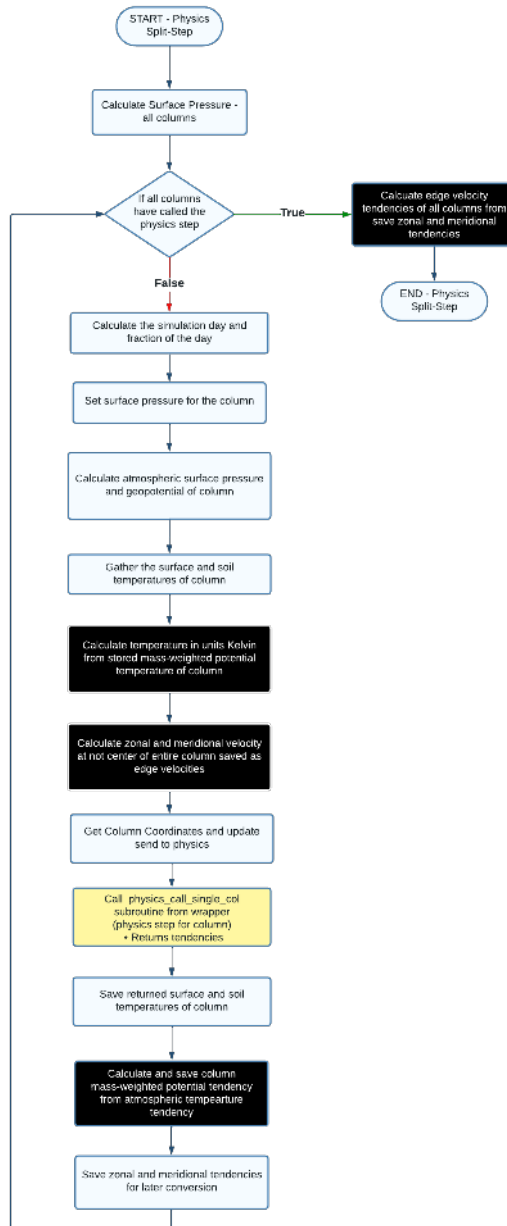 START - Physics
Split-Step
Calculate Surface Pressure -
all columns
If all columns
have called the
physics step
True
Calcuate edge velocity
tendencies of all columns from
save zonal and meridional
tendencies
END - Physics
Split-Step
False
Calculate the simulation day and
fraction of the day
Set surface pressure for the column
Calculate atmospheric surface pressure
and geopotential of column
Gather the surface and soil
temperatures of column
Calculate temperature in units Kelvin
from stored mass-weighted potential
temperature of column
Calculate zonal and meridional velocity
at not center of entire column saved as
edge velocities
Get Column Coordinates and update
send to physics
Call physics_call_single_col
subroutine from wrapper
(physics step for column)
• Returns tendencies
Save returned surface and soil
temperatures of column
Calculate and save column
mass-weighted potential tendency
from atmospheric tempearture
tendency
Save zonal and meridional tendencies
for later conversion